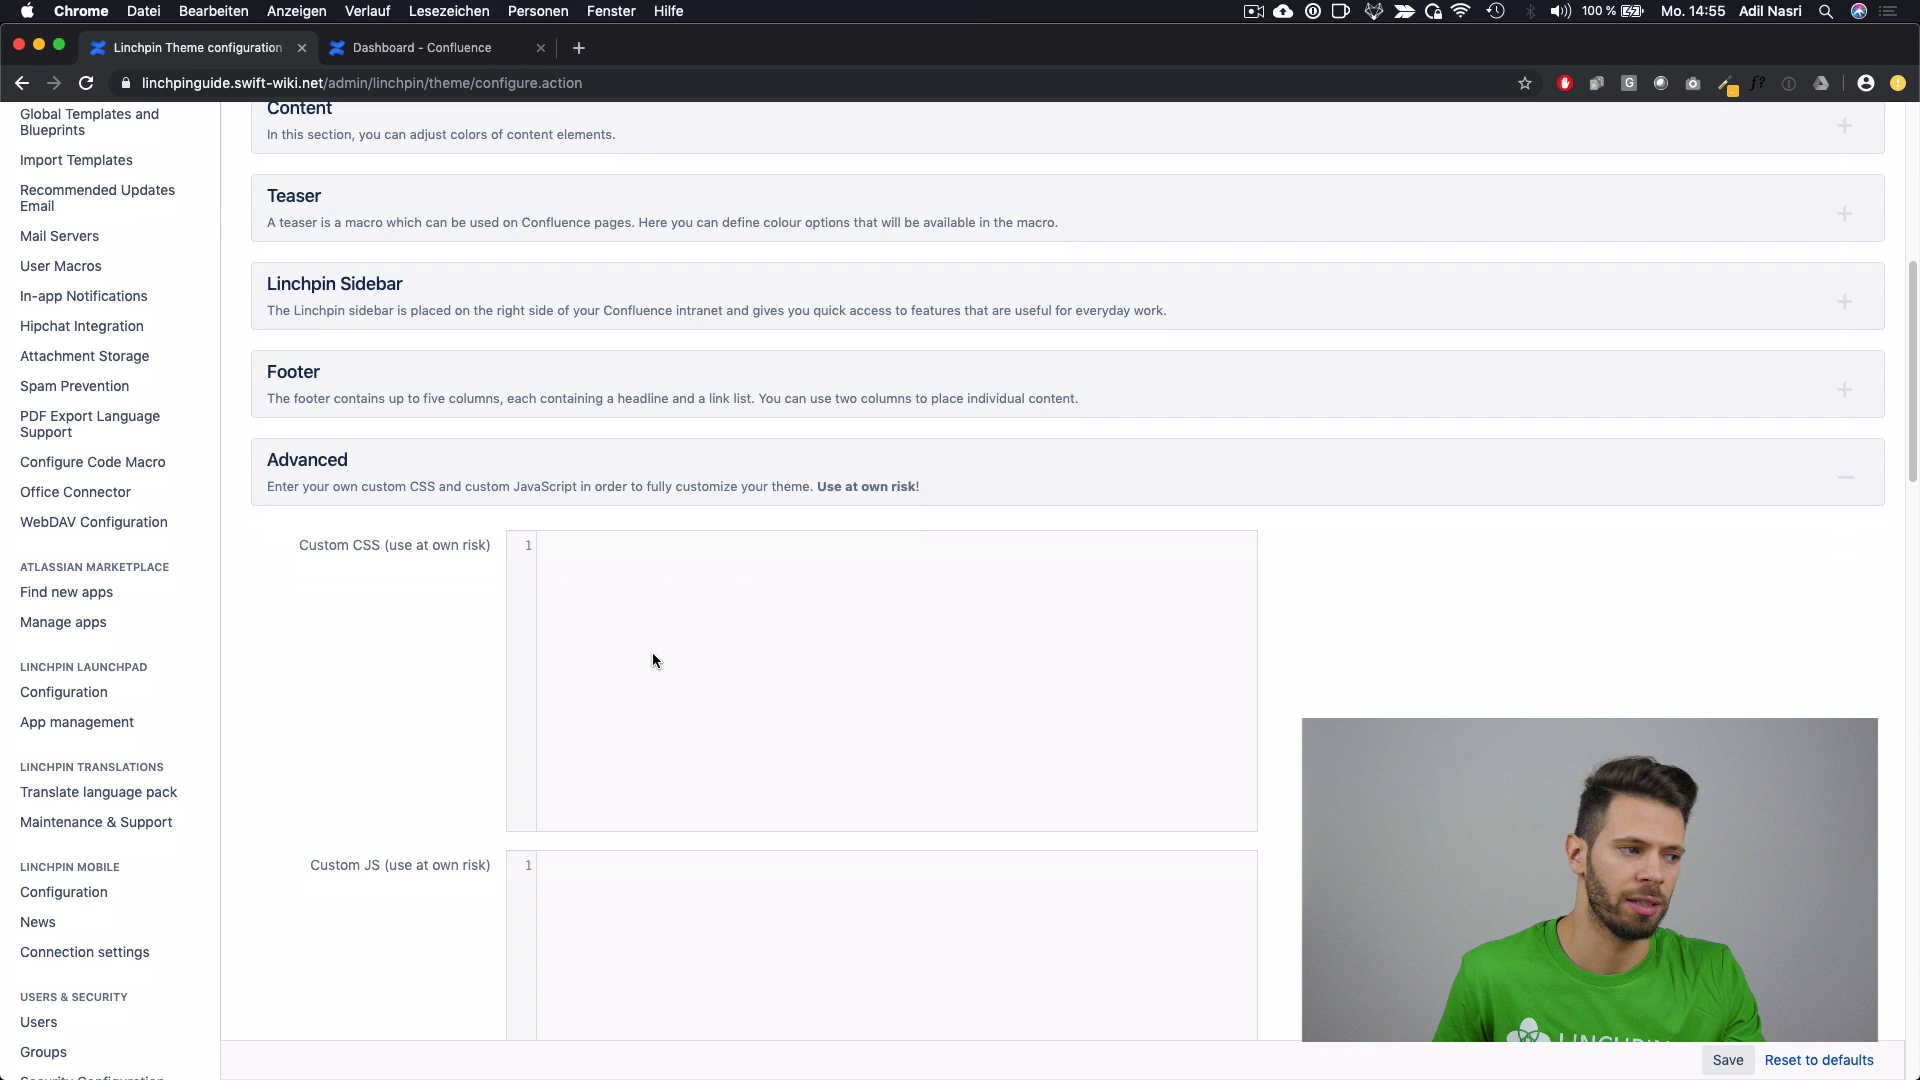 Chrome Datei Bearbeiten Anzeigen Verlauf Lesezeichen Personen Fenster Hilfe 100 % Mo. 14:55 Adil Nasri
Linchpin Theme configuration
Dashboard - Confluence
linchpinguide.swift-wiki.net/admin/linchpin/theme/configure.action
Global Templates and
Blueprints
Import Templates
Recommended Updates
Email
Mail Servers
User Macros
In-app Notifications
Hipchat Integration
Attachment Storage
Spam Prevention
PDF Export Language
Support
Configure Code Macro
Office Connector
WebDAV Configuration
ATLASSIAN MARKETPLACE
Find new apps
Manage apps
LINCHPIN LAUNCHPAD
Configuration
App management
LINCHPIN TRANSLATIONS
Translate language pack
Maintenance & Support
LINCHPIN MOBILE
Configuration
News
Connection settings
USERS & SECURITY
Users
Groups
Security Configuration
Content
In this section, you can adjust colors of content elements.
Teaser
A teaser is a macro which can be used on Confluence pages. Here you can define colour options that will be available in the macro.
Linchpin Sidebar
The Linchpin sidebar is placed on the right side of your Confluence intranet and gives you quick access to features that are useful for everyday work.
Footer
The footer contains up to five columns, each containing a headline and a link list. You can use two columns to place individual content.
Advanced
Enter your own custom CSS and custom JavaScript in order to fully customize your theme. Use at own risk!
Custom CSS (use at own risk)
1
Custom JS (use at own risk)
1
LINCHPIN
Save
Reset to defaults